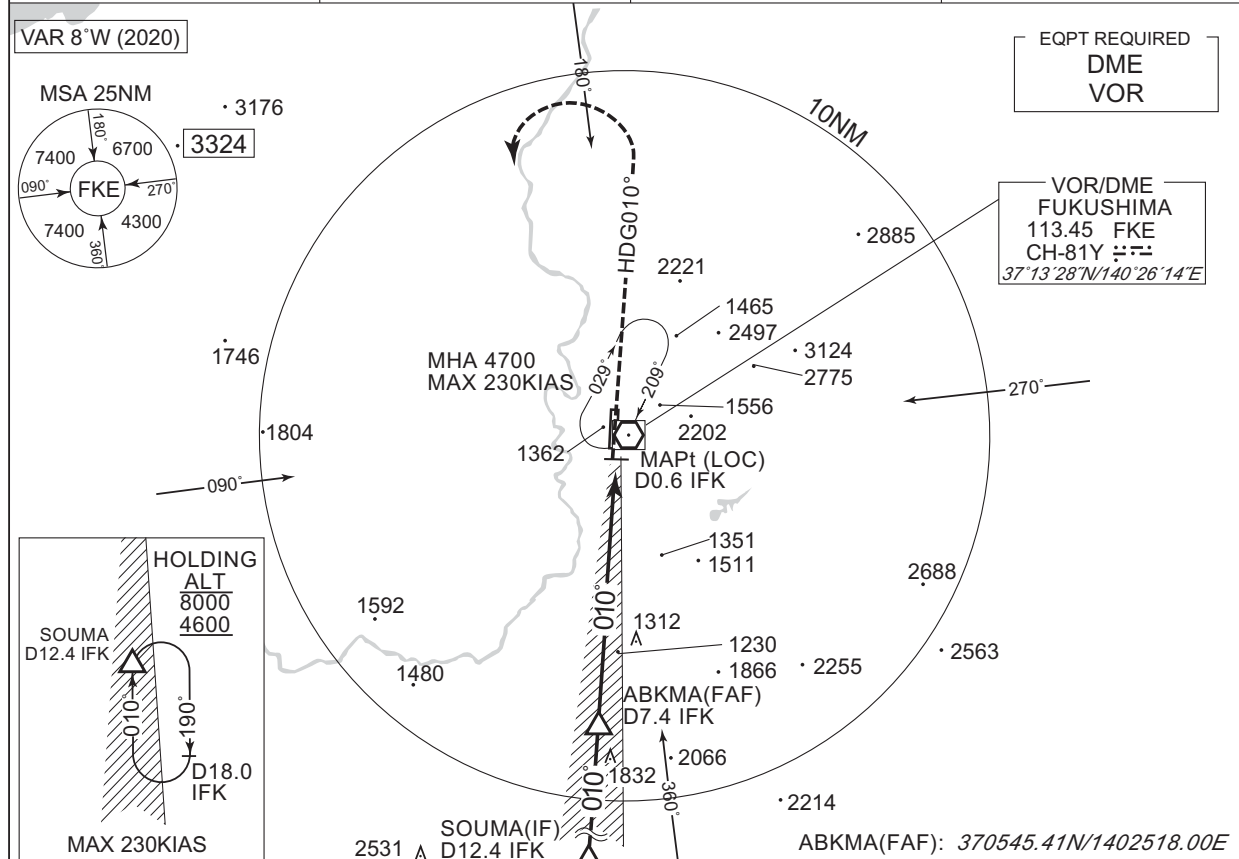 VAR 8°W (2020)
MSA 25NM
180°
7400
6700
090°
FKE
270°
7400
4300
360°
3176
3324
180°
10NM
EQPT REQUIRED
DME
VOR
VOR/DME
FUKUSHIMA
113.45 FKE
CH-81Y
37°13´28˝N/140°26´14˝E
HDG010°
2885
2221
1465
2497
3124
2775
1746
MHA 4700
MAX 230KIAS
029°
209°
1556
2202
270°
1804
1362
MAPt (LOC)
D0.6 IFK
090°
1351
1511
2688
HOLDING
ALT
8000
4600
SOUMA
D12.4 IFK
010°
190°
D18.0
IFK
MAX 230KIAS
1592
1480
010°
1312
1230
1866
2255
2563
ABKMA(FAF)
D7.4 IFK
2066
1832
010°
360°
2214
2531
SOUMA(IF)
D12.4 IFK
ABKMA(FAF): 370545.41N/1402518.00E